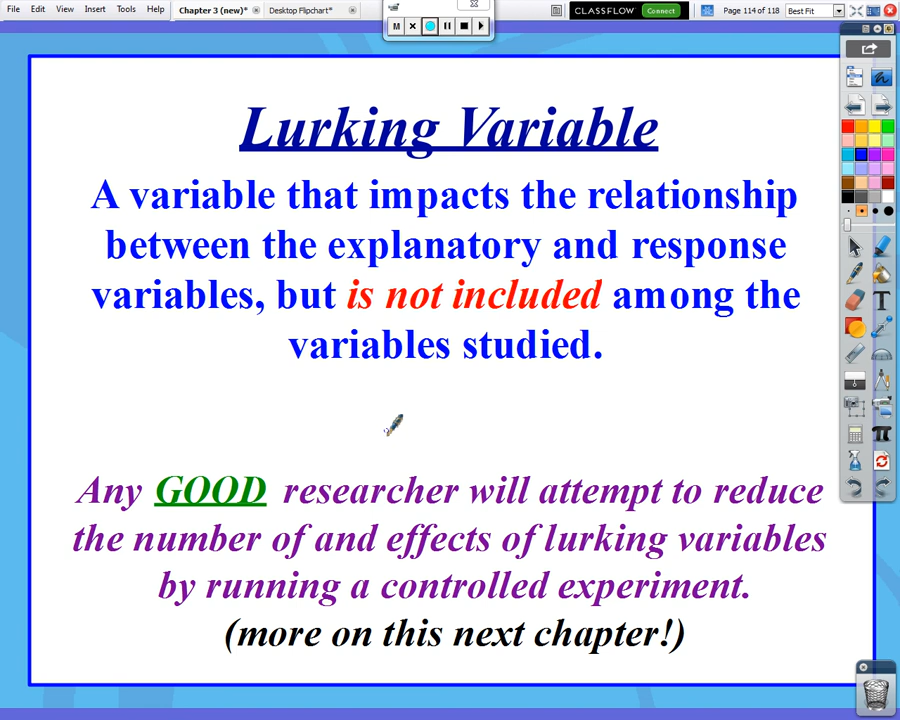 File Edit View Insert Tools Help Chapter 3 (new)* Desktop Flipchart* CLASSFLOW Connect Page 114 of 118 Best Fit
M
Lurking Variable
A variable that impacts the relationship
between the explanatory and response
variables, but is not included among the
variables studied.
Any GOOD researcher will attempt to reduce
the number of and effects of lurking variables
by running a controlled experiment.
(more on this next chapter!)